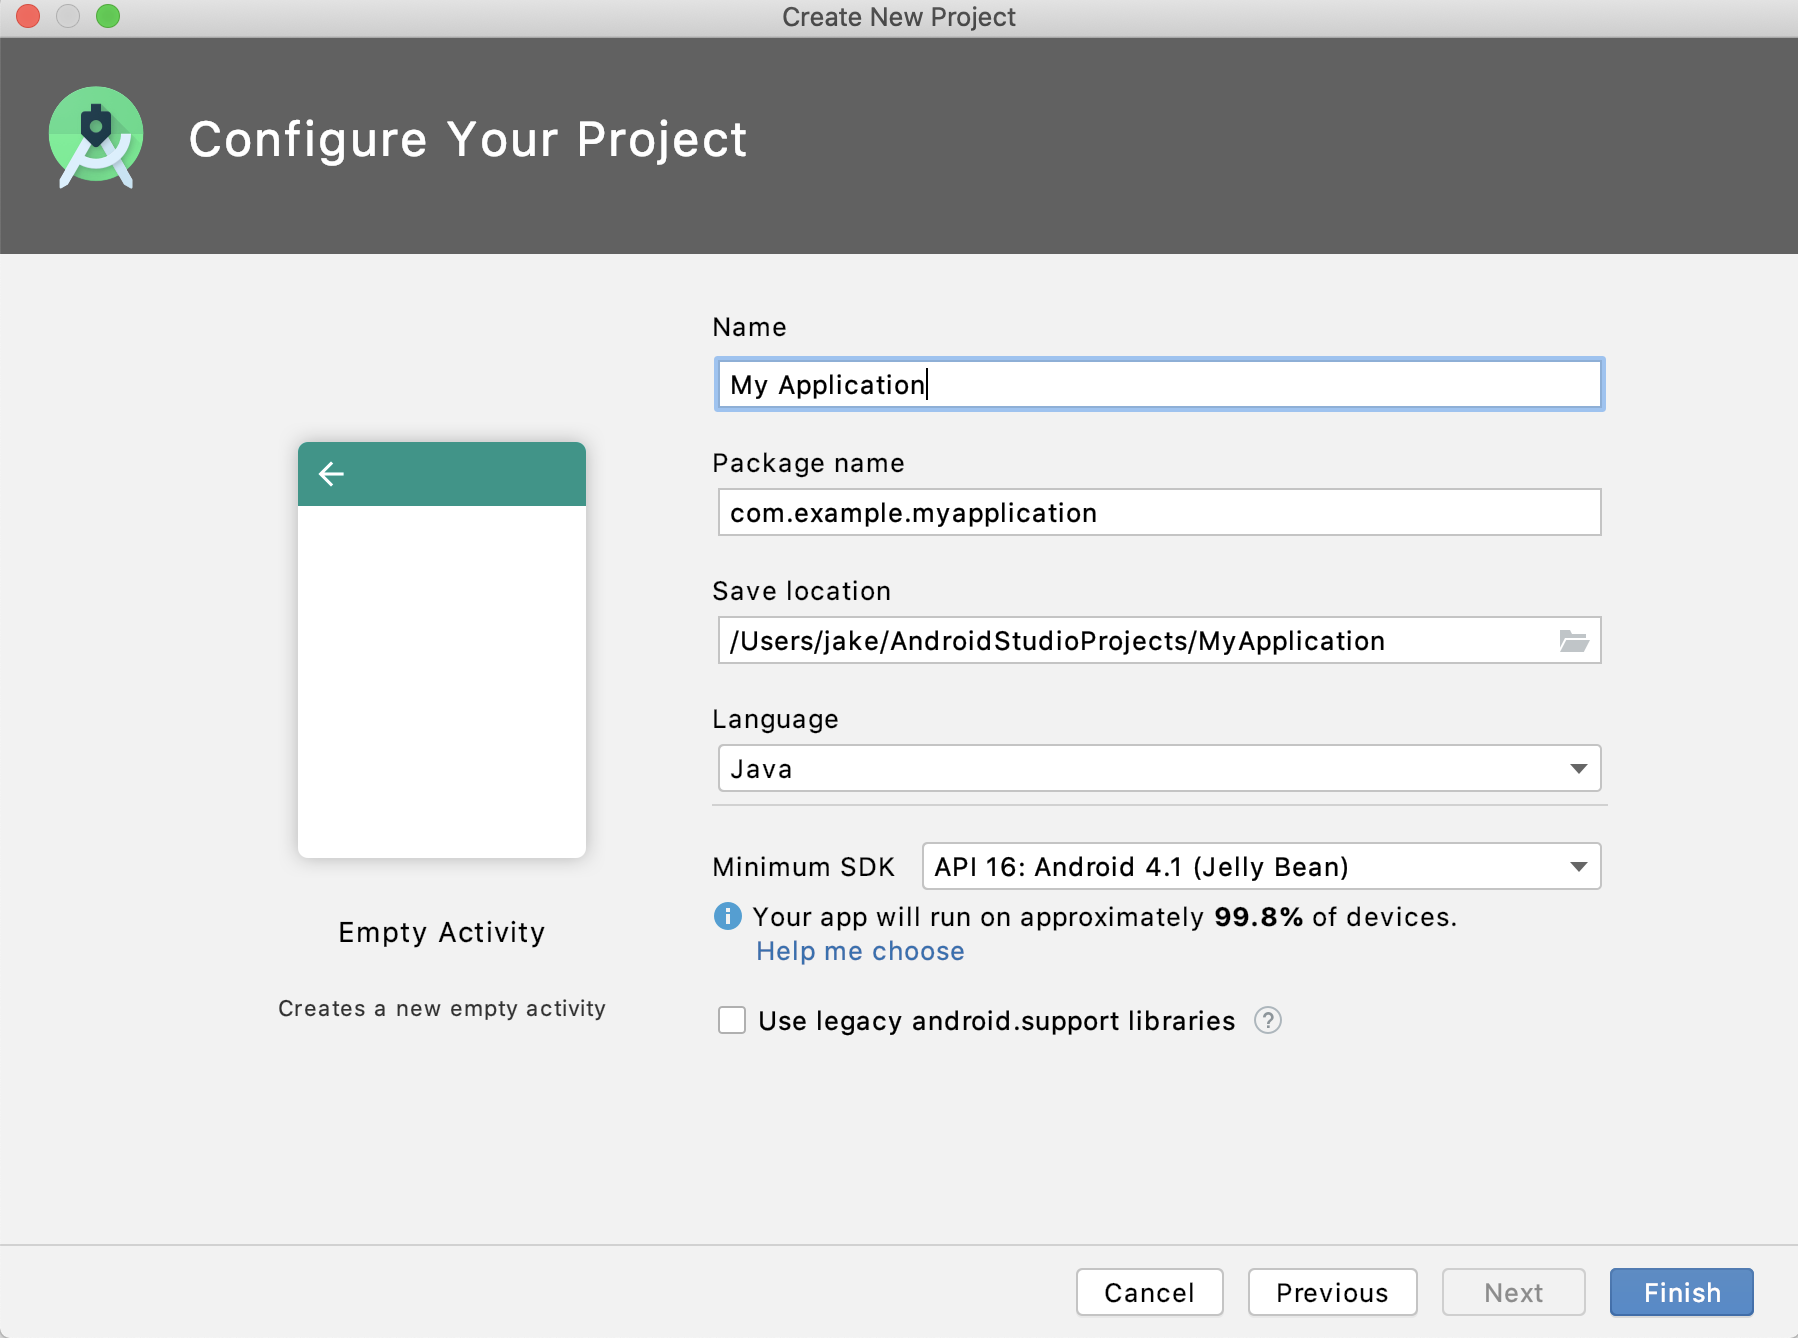 Create New Project
Configure Your Project
Name
My Application
Package name
com.example.myapplication
Save location
/Users/jake/AndroidStudioProjects/MyApplication
Language
Java
Minimum SDK API 16: Android 4.1 (Jelly Bean)
Your app will run on approximately 99.8% of devices.
Help me choose
Use legacy android.support libraries ?
Empty Activity
Creates a new empty activity
Cancel Previous Next Finish